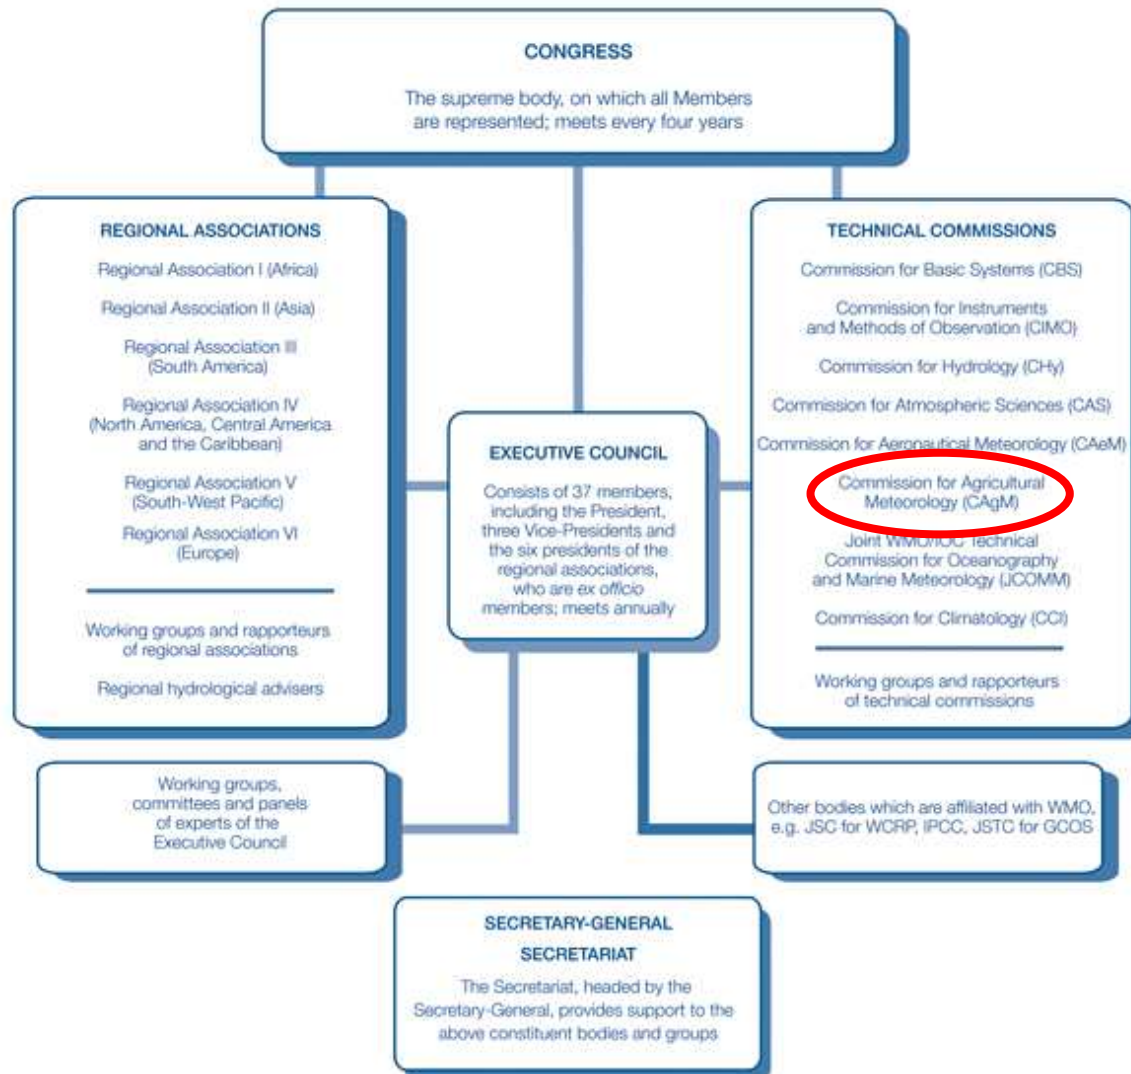 CONGRESS
The supreme body, on which all Members
are represented; meets every four years
REGIONAL ASSOCIATIONS
Regional Association I (Africa)
Regional Association II (Asia)
Regional Association III
(South America)
Regional Association IV
(North America, Central America
and the Caribbean)
Regional Association V
(South-West Pacific)
Regional Association VI
(Europe)
Working groups and rapporteurs
of regional associations
Regional hydrological advisers
EXECUTIVE COUNCIL
Consists of 37 members,
including the President,
three Vice-Presidents and
the six presidents of the
regional associations,
who are ex officio
members; meets annually
TECHNICAL COMMISSIONS
Commission for Basic Systems (CBS)
Commission for Instruments
and Methods of Observation (CIMO)
Commission for Hydrology (CHy)
Commission for Atmospheric Sciences (CAS)
Commission for Aeronautical Meteorology (CAeM)
Commission for Agricultural
Meteorology (CAgM)
Joint WMO/IOC Technical
Commission for Oceanography
and Marine Meteorology (JCOMM)
Commission for Climatology (CCl)
Working groups and rapporteurs
of technical commissions
Working groups,
committees and panels
of experts of the
Executive Council
Other bodies which are affiliated with WMO,
e.g. JSC for WCRP, IPCC, JSTC for GCOS
SECRETARY-GENERAL
SECRETARIAT
The Secretariat, headed by the
Secretary-General, provides support to the
above constituent bodies and groups